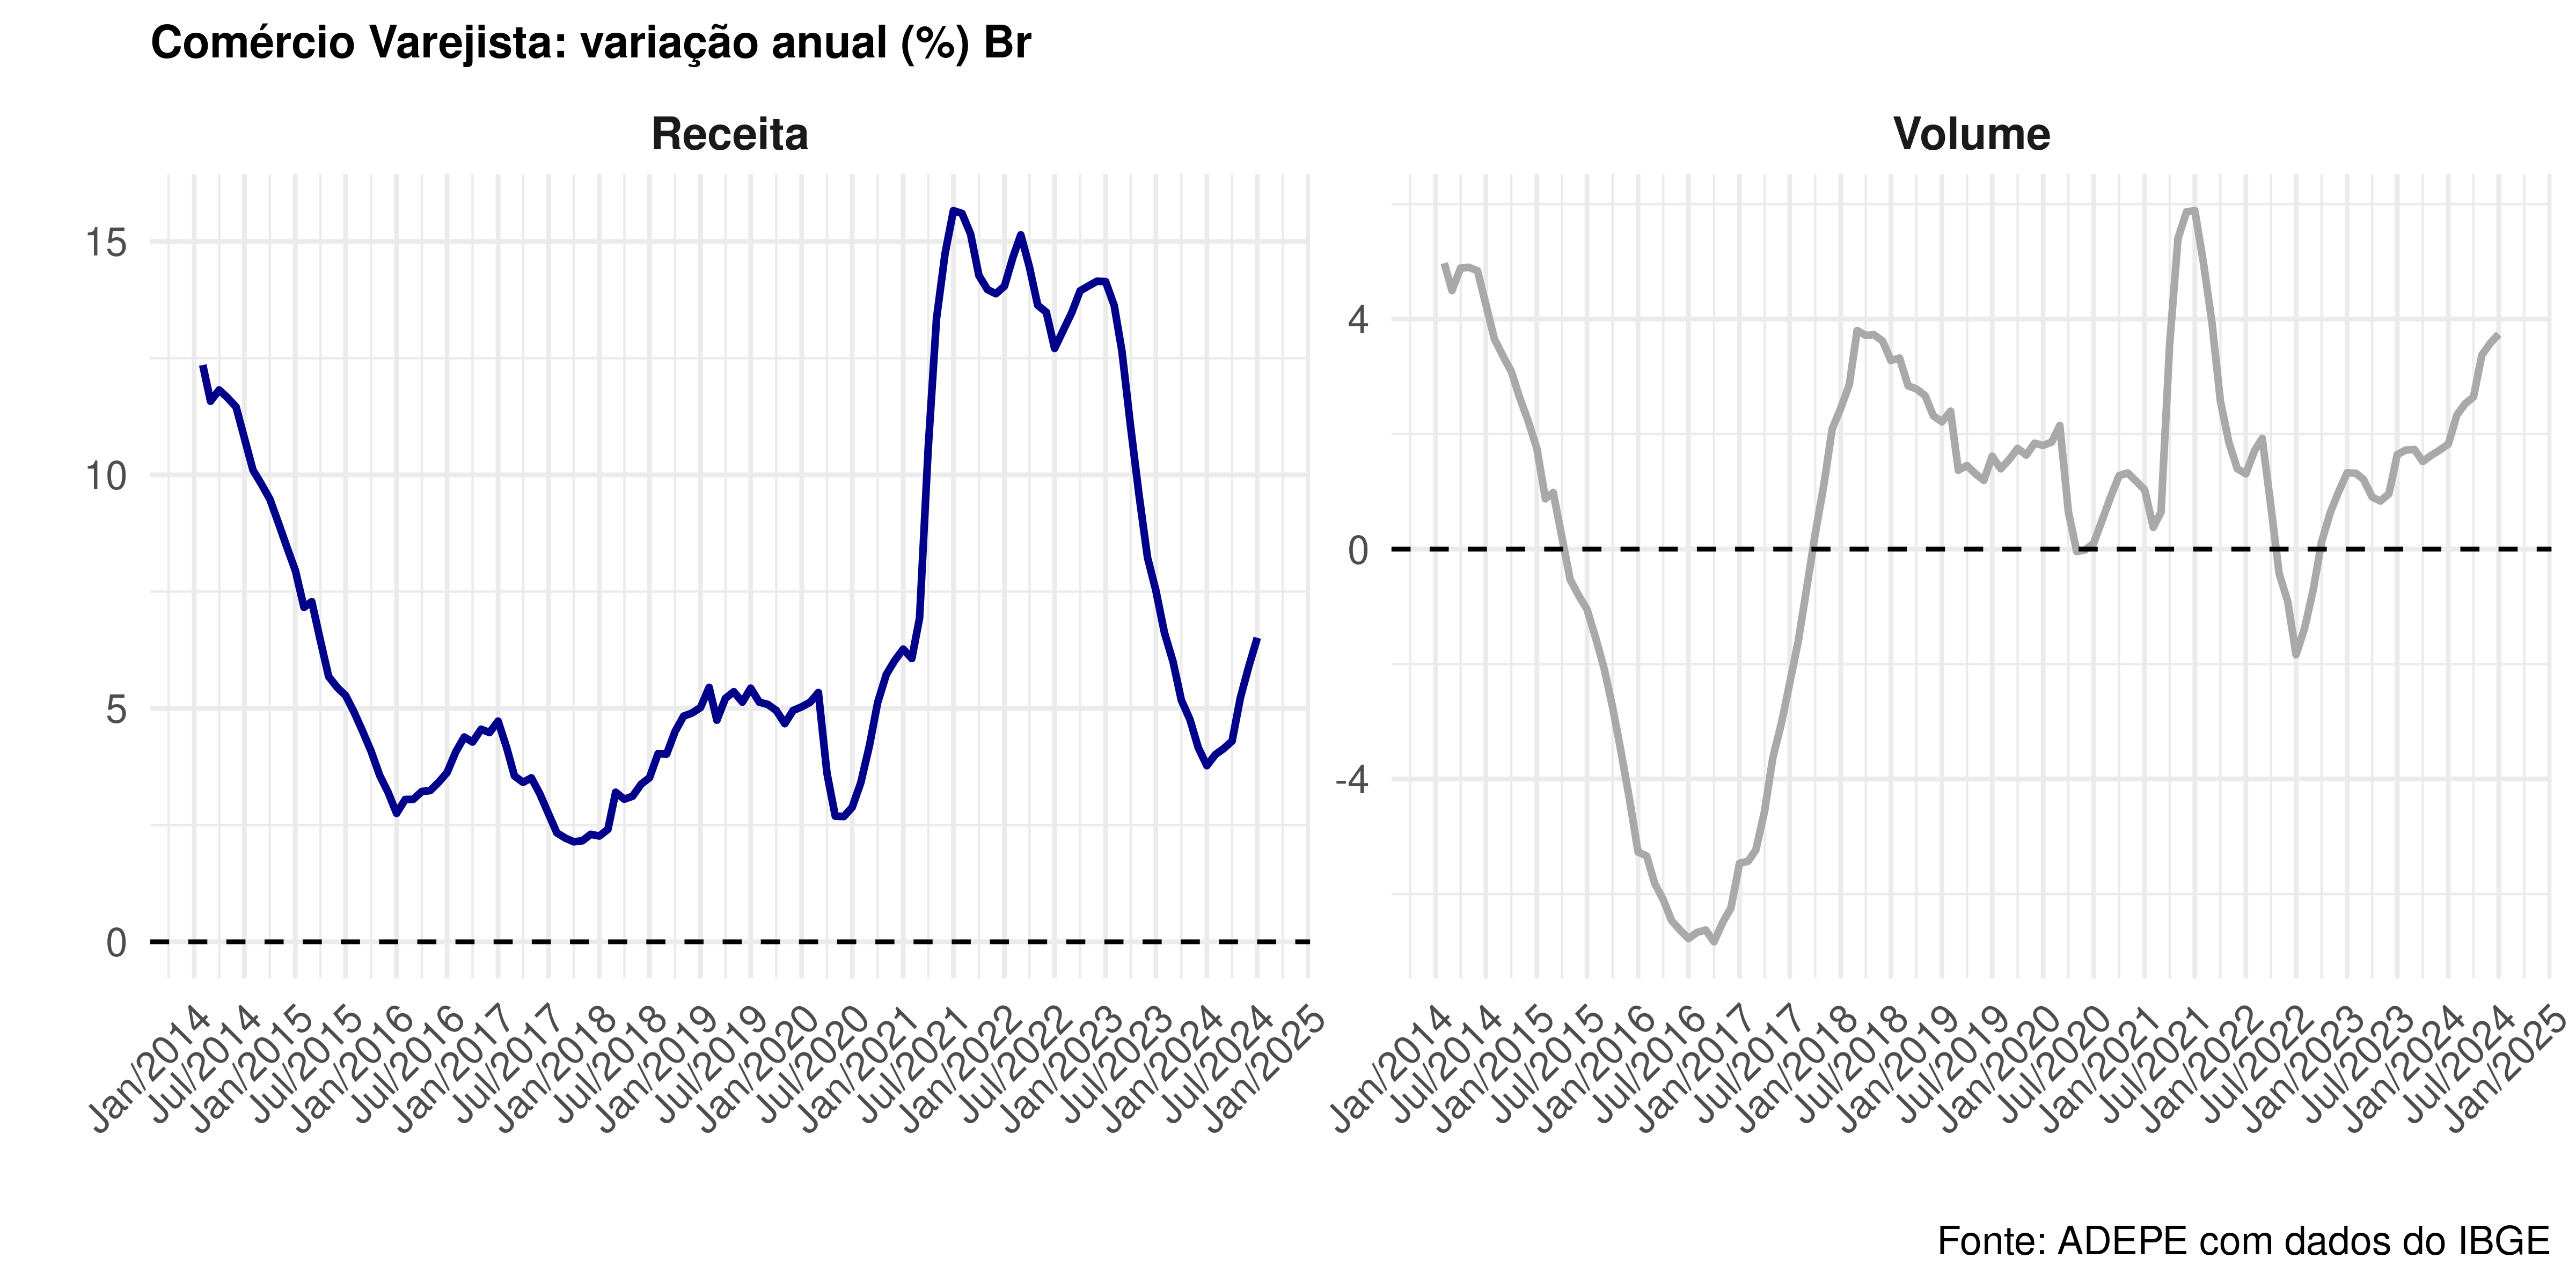 Comércio Varejista: variação anual (%) Br
Receita
Volume
15
10
5
0
4
0
-4
Jan/2014
Jul/2014
Jan/2015
Jul/2015
Jan/2016
Jul/2016
Jan/2017
Jul/2017
Jan/2018
Jul/2018
Jan/2019
Jul/2019
Jan/2020
Jul/2020
Jan/2021
Jul/2021
Jan/2022
Jul/2022
Jan/2023
Jul/2023
Jan/2024
Jul/2024
Jan/2025
Jan/2014
Jul/2014
Jan/2015
Jul/2015
Jan/2016
Jul/2016
Jan/2017
Jul/2017
Jan/2018
Jul/2018
Jan/2019
Jul/2019
Jan/2020
Jul/2020
Jan/2021
Jul/2021
Jan/2022
Jul/2022
Jan/2023
Jul/2023
Jan/2024
Jul/2024
Jan/2025
Fonte: ADEPE com dados do IBGE